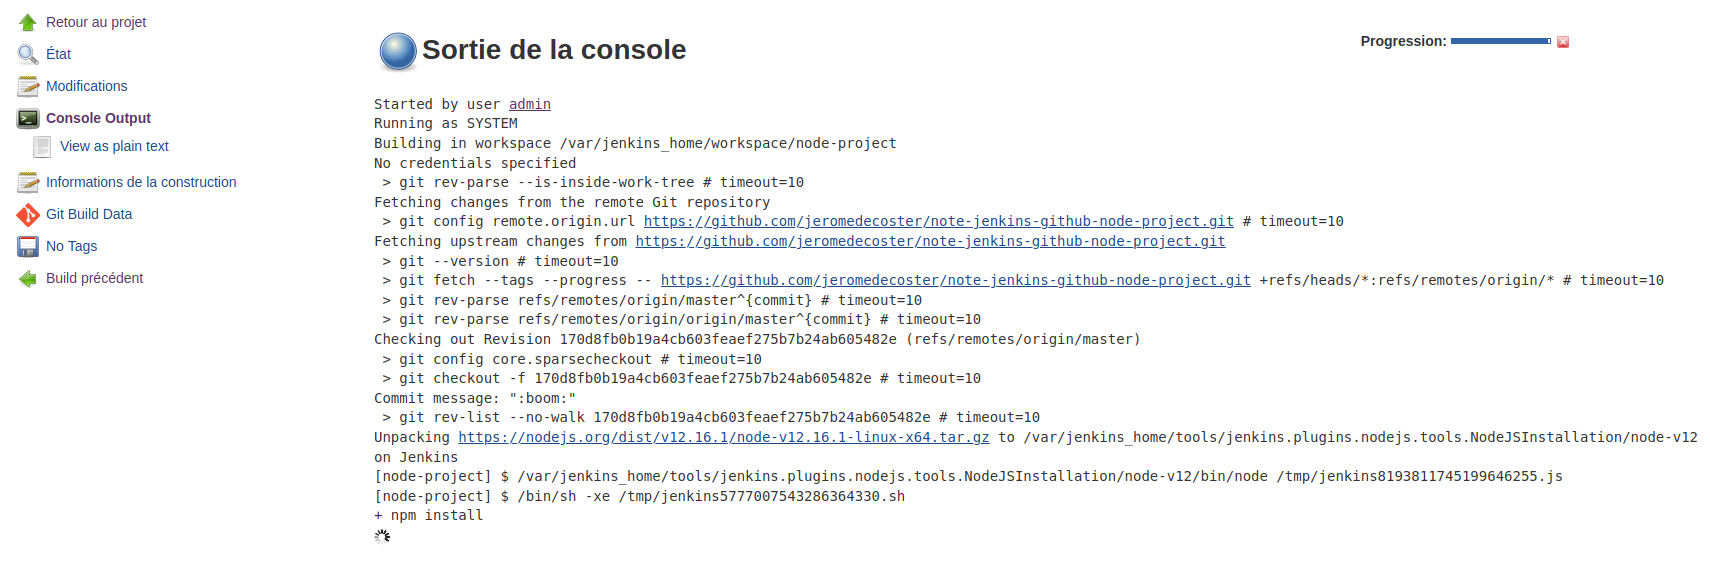 Retour au projet
État
Modifications
Console Output
View as plain text
Informations de la construction
Git Build Data
No Tags
Build précédent
Sortie de la console
Progression:
Started by user admin
Running as SYSTEM
Building in workspace /var/jenkins_home/workspace/node-project
No credentials specified
 > git rev-parse --is-inside-work-tree # timeout=10
Fetching changes from the remote Git repository
 > git config remote.origin.url https://github.com/jeromedecoster/note-jenkins-github-node-project.git # timeout=10
Fetching upstream changes from https://github.com/jeromedecoster/note-jenkins-github-node-project.git
 > git --version # timeout=10
 > git fetch --tags --progress -- https://github.com/jeromedecoster/note-jenkins-github-node-project.git +refs/heads/*:refs/remotes/origin/* # timeout=10
 > git rev-parse refs/remotes/origin/master^{commit} # timeout=10
 > git rev-parse refs/remotes/origin/origin/master^{commit} # timeout=10
Checking out Revision 170d8fb0b19a4cb603feaef275b7b24ab605482e (refs/remotes/origin/master)
 > git config core.sparsecheckout # timeout=10
 > git checkout -f 170d8fb0b19a4cb603feaef275b7b24ab605482e # timeout=10
Commit message: ":boom:"
 > git rev-list --no-walk 170d8fb0b19a4cb603feaef275b7b24ab605482e # timeout=10
Unpacking https://nodejs.org/dist/v12.16.1/node-v12.16.1-linux-x64.tar.gz to /var/jenkins_home/tools/jenkins.plugins.nodejs.tools.NodeJSInstallation/node-v12
on Jenkins
[node-project] $ /var/jenkins_home/tools/jenkins.plugins.nodejs.tools.NodeJSInstallation/node-v12/bin/node /tmp/jenkins8193811745199646255.js
[node-project] $ /bin/sh -xe /tmp/jenkins5777007543286364330.sh
+ npm install